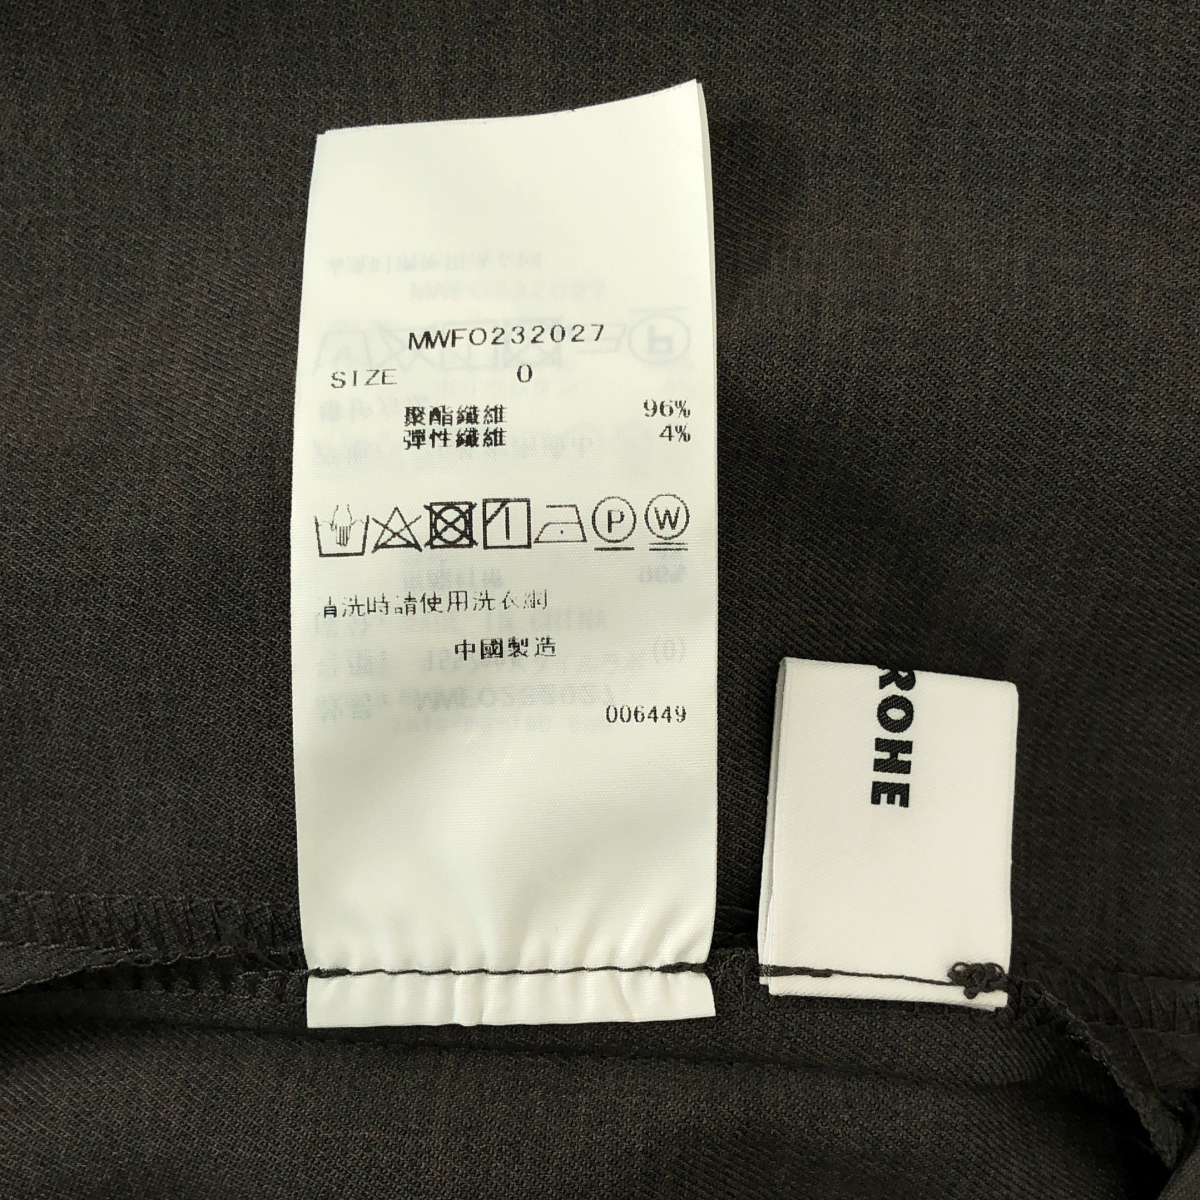 MWFO232027
SIZE 0
聚酯纖維 96%
彈性纖維 4%
P W
清洗時請使用洗衣網
中國製造
006449
ROHE